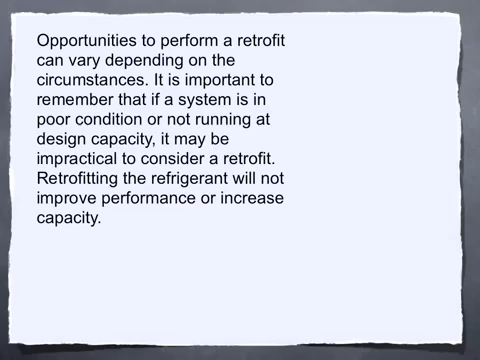 Opportunities to perform a retrofit
can vary depending on the
circumstances. It is important to
remember that if a system is in
poor condition or not running at
design capacity, it may be
impractical to consider a retrofit.
Retrofitting the refrigerant will not
improve performance or increase
capacity.